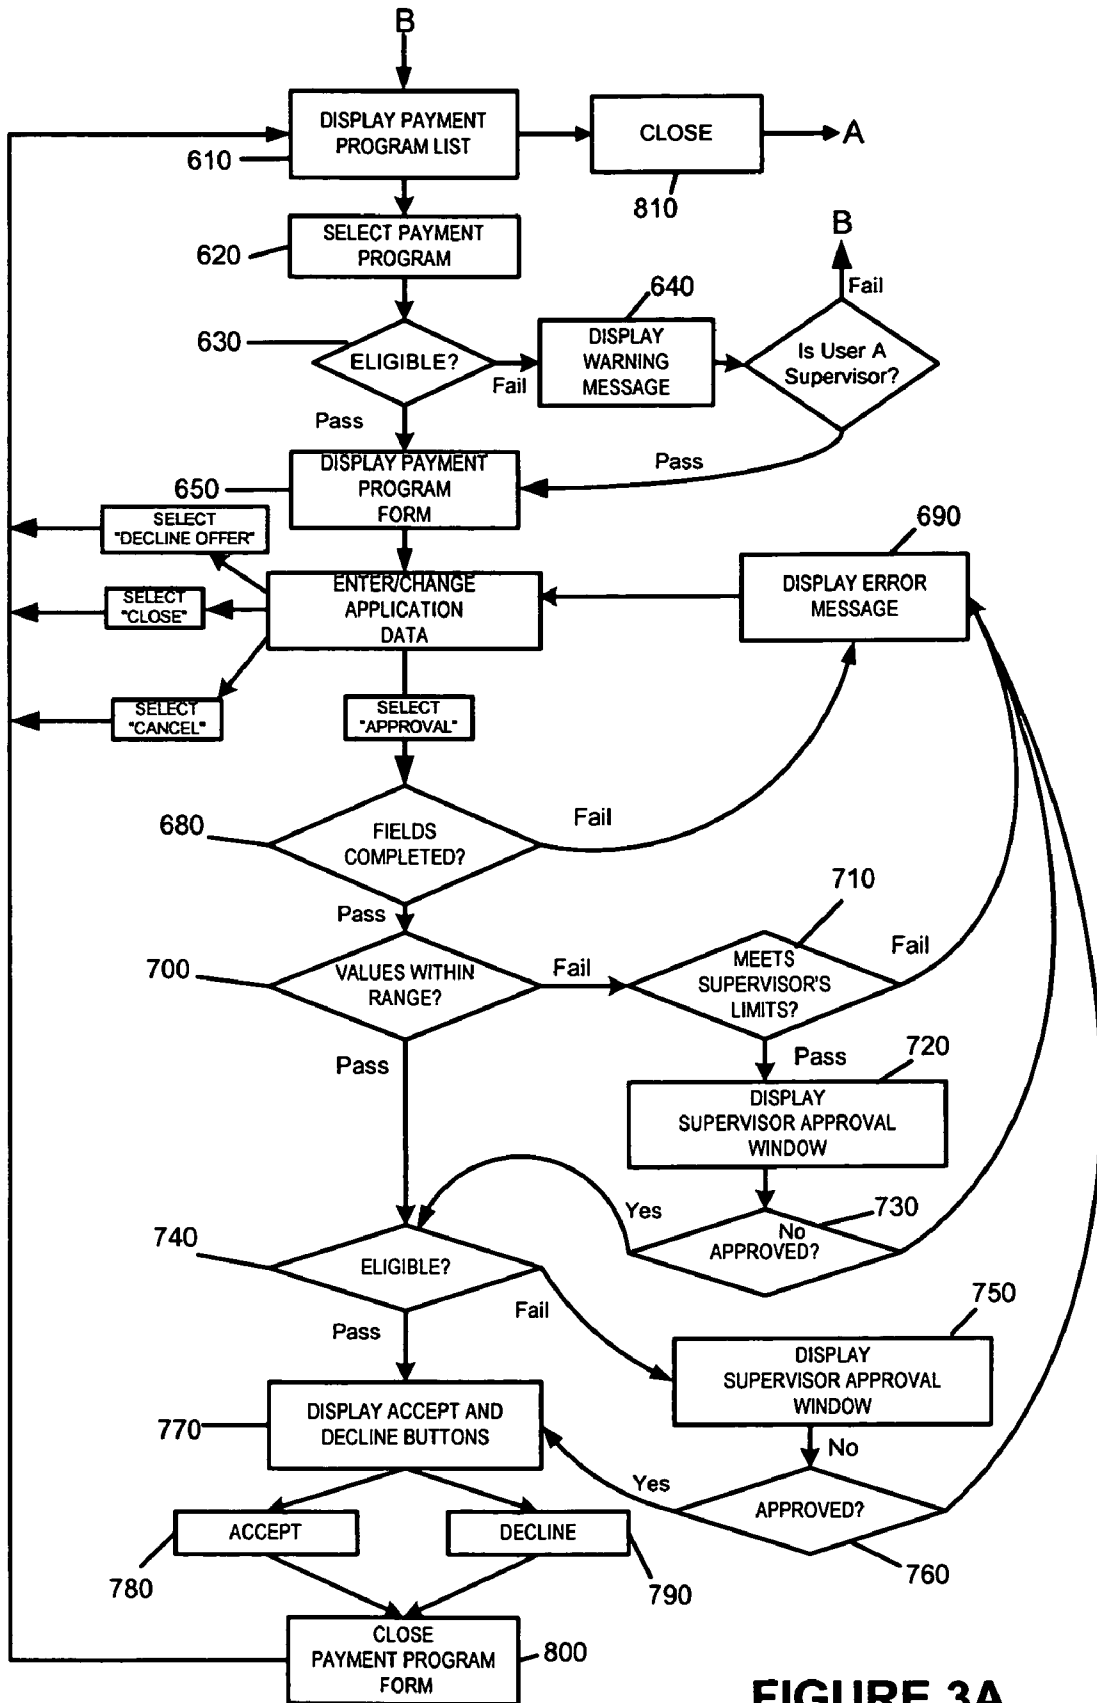 B
DISPLAY PAYMENT
PROGRAM LIST
610
CLOSE
A
810
SELECT PAYMENT
PROGRAM
620
B
Fail
640
630
ELIGIBLE?
Fail
DISPLAY
WARNING
MESSAGE
Is User A
Supervisor?
Pass
Pass
DISPLAY PAYMENT
PROGRAM
FORM
650
SELECT
"DECLINE OFFER"
690
DISPLAY ERROR
MESSAGE
ENTER/CHANGE
APPLICATION
DATA
SELECT
"CLOSE"
SELECT
"CANCEL"
SELECT
"APPROVAL"
680
FIELDS
COMPLETED?
Fail
Pass
710
700
VALUES WITHIN
RANGE?
Fail
MEETS
SUPERVISOR'S
LIMITS?
Fail
Pass
Pass
720
DISPLAY
SUPERVISOR APPROVAL
WINDOW
Yes
730
No
APPROVED?
740
ELIGIBLE?
Fail
Pass
750
DISPLAY
SUPERVISOR APPROVAL
WINDOW
770
DISPLAY ACCEPT AND
DECLINE BUTTONS
No
Yes
APPROVED?
760
ACCEPT
DECLINE
780
790
CLOSE
PAYMENT PROGRAM
FORM
800
FIGURE 3A